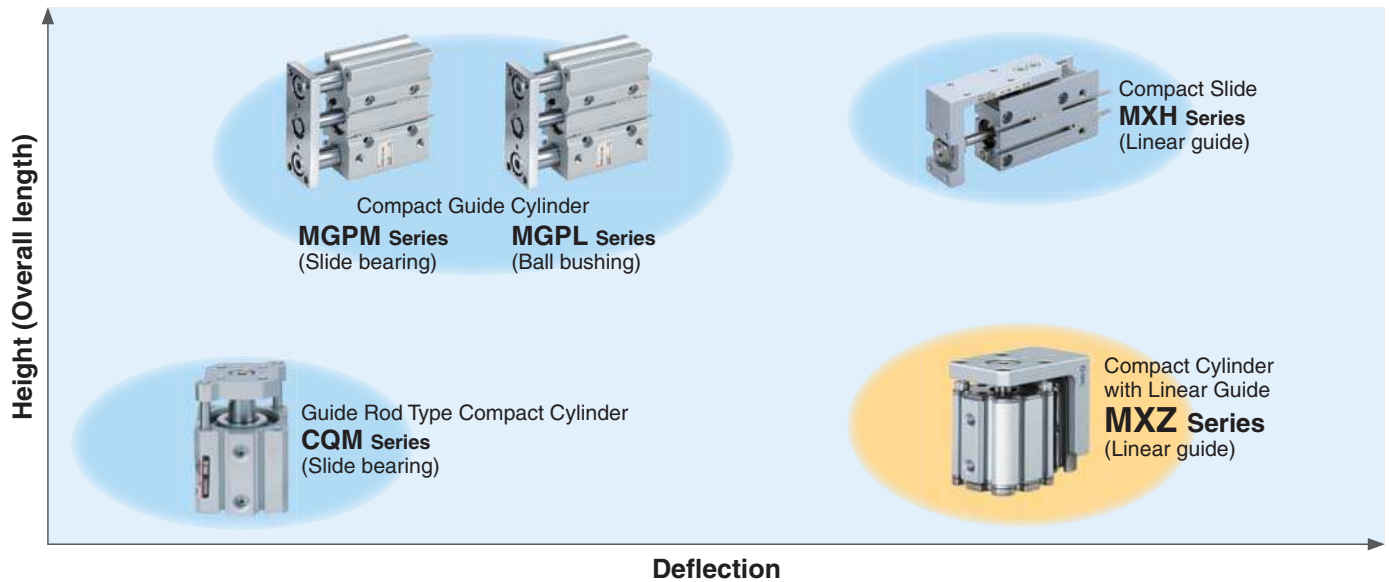 Height (Overall length)
Compact Guide Cylinder
MGPM Series
(Slide bearing)
MGPL Series
(Ball bushing)
Compact Slide
MXH Series
(Linear guide)
Guide Rod Type Compact Cylinder
CQM Series
(Slide bearing)
Compact Cylinder
with Linear Guide
MXZ Series
(Linear guide)
Deflection